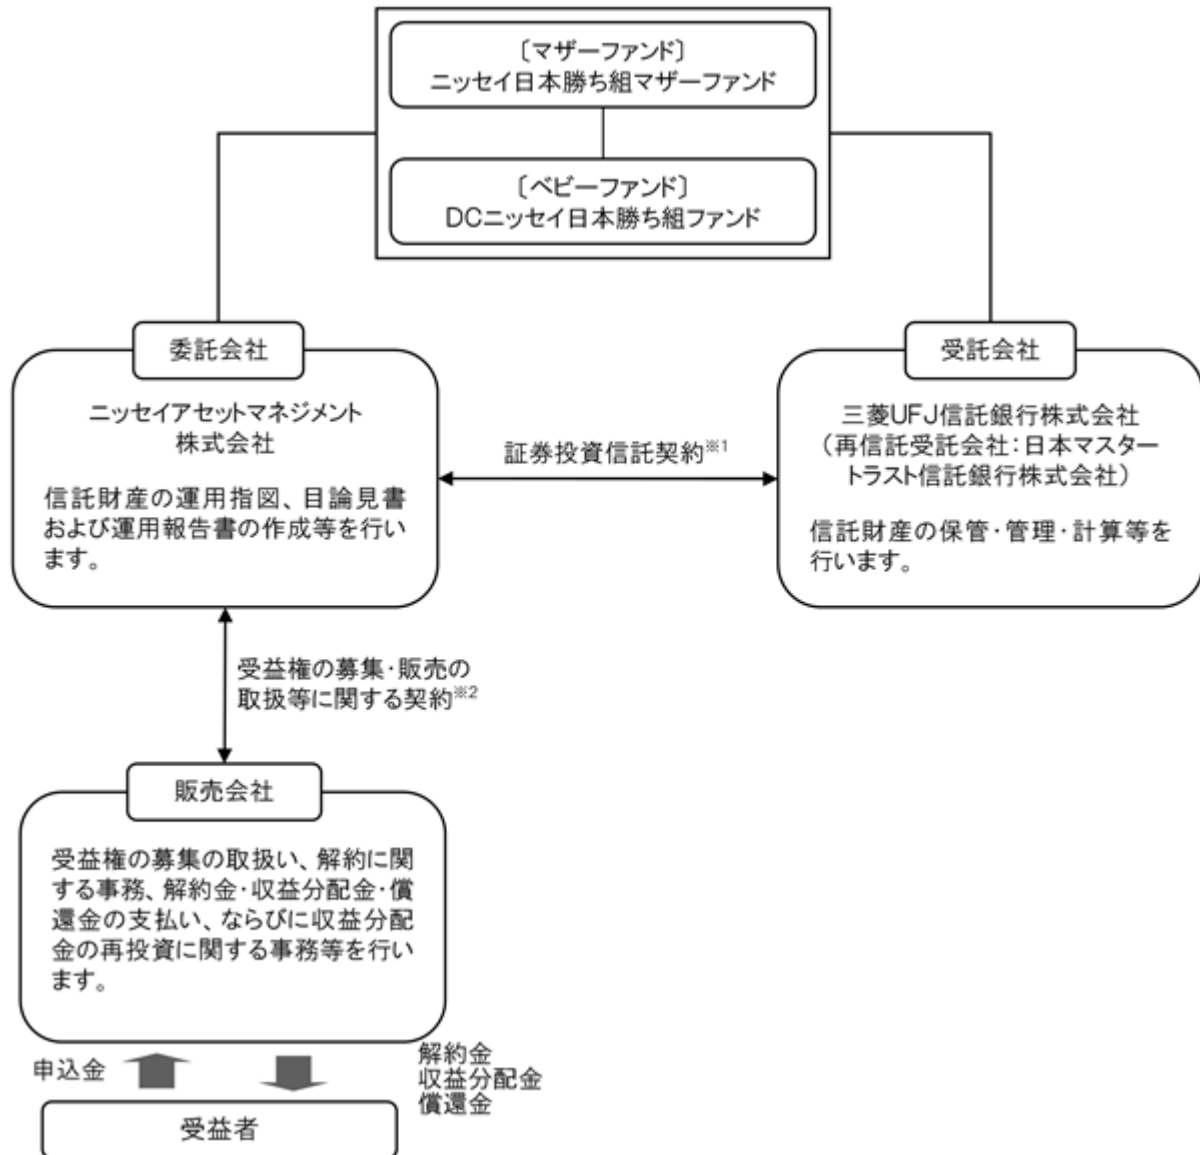 〔マザーファンド〕
ニッセイ日本勝ち組マザーファンド
〔ベビーファンド〕
DCニッセイ日本勝ち組ファンド
委託会社
ニッセイアセットマネジメント
株式会社
信託財産の運用指図、目論見書
および運用報告書の作成等を行い
ます。
証券投資信託契約※1
受託会社
三菱UFJ信託銀行株式会社
（再信託受託会社：日本マスター
トラスト信託銀行株式会社）
信託財産の保管・管理・計算等を
行います。
受益権の募集・販売の
取扱等に関する契約※2
販売会社
受益権の募集の取扱い、解約に関
する事務、解約金・収益分配金・償
還金の支払い、ならびに収益分配
金の再投資に関する事務等を行い
ます。
申込金
解約金
収益分配金
償還金
受益者